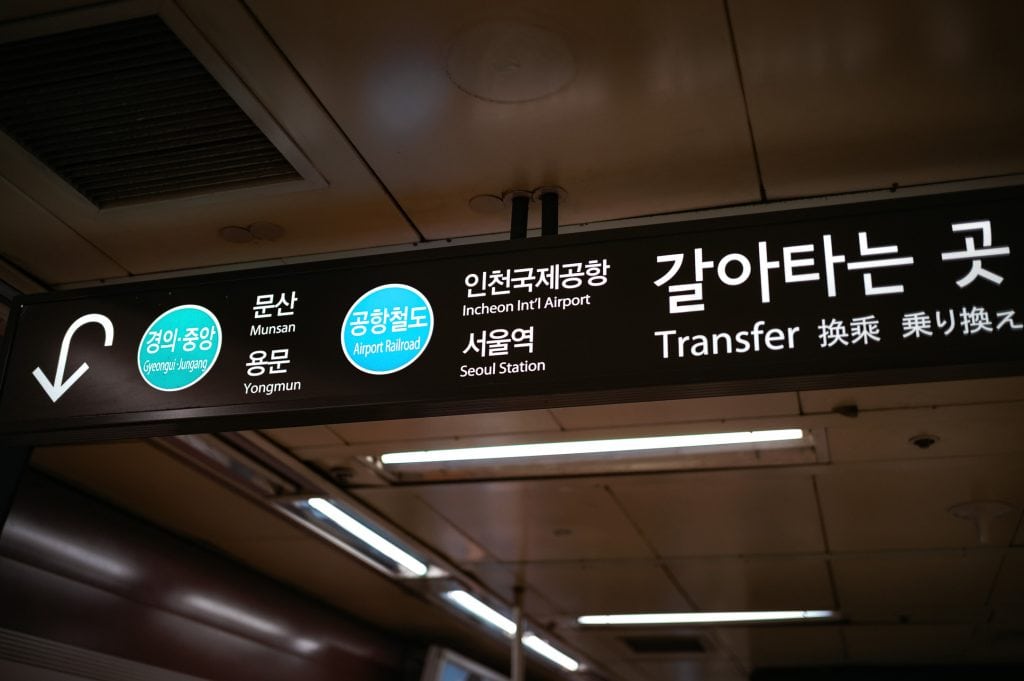 경의·중앙
Gyeongui·Jungang
문산
Munsan
용문
Yongmun
공항철도
Airport Railroad
인천국제공항
Incheon Int'l Airport
서울역
Seoul Station
갈아타는 곳
Transfer 换乘 乗り換え